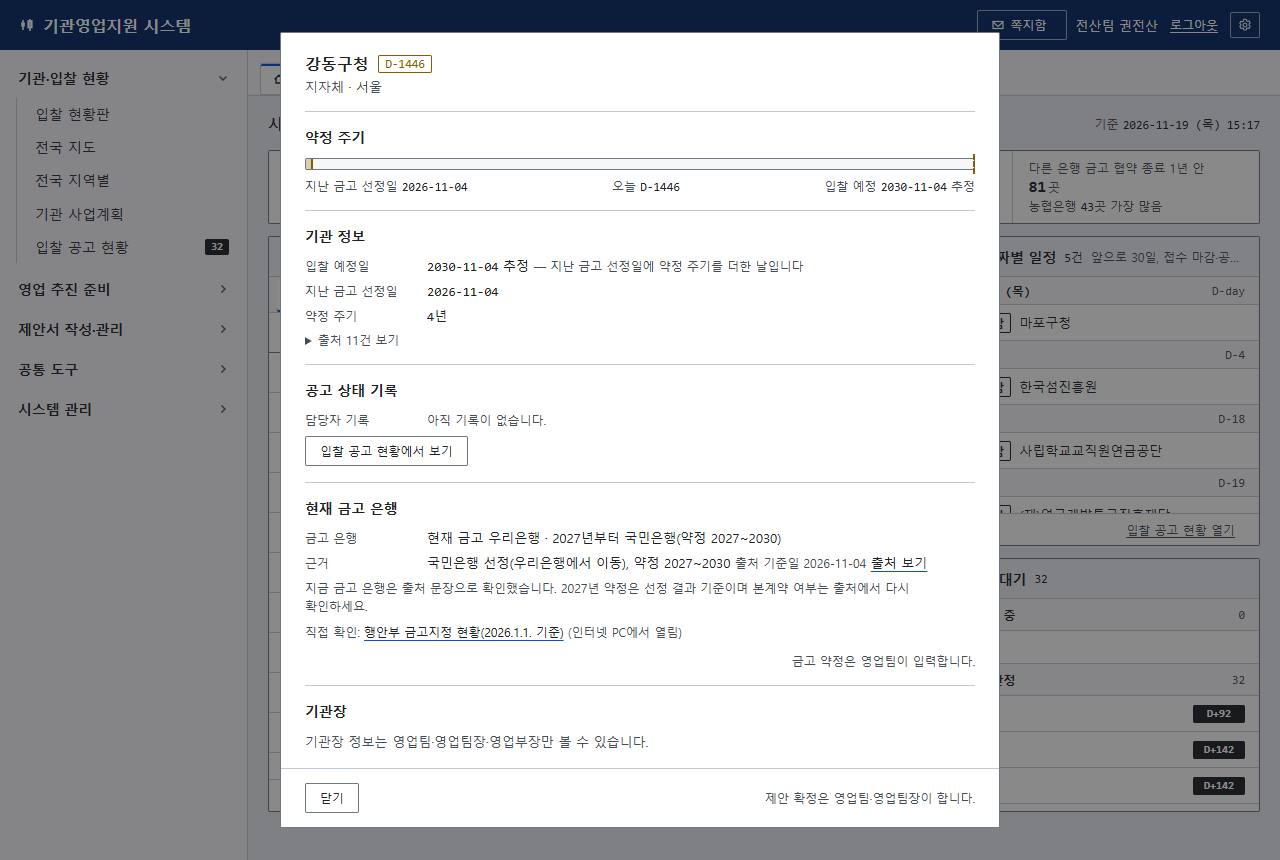 기관영업지원 시스템
쪽지함
전산팀 권전산
로그아웃
기관·입찰 현황
입찰 현황판
전국 지도
전국 지역별
기관 사업계획
입찰 공고 현황 32
영업 추진 준비
제안서 작성·관리
공통 도구
시스템 관리
기준 2026-11-19 (목) 15:17
강동구청 D-1446
지자체 · 서울
약정 주기
지난 금고 선정일 2026-11-04
오늘 D-1446
입찰 예정 2030-11-04 추정
기관 정보
입찰 예정일 2030-11-04 추정 — 지난 금고 선정일에 약정 주기를 더한 날입니다
지난 금고 선정일 2026-11-04
약정 주기 4년
▶ 출처 11건 보기
공고 상태 기록
담당자 기록 아직 기록이 없습니다.
입찰 공고 현황에서 보기
현재 금고 은행
금고 은행 현재 금고 우리은행 · 2027년부터 국민은행(약정 2027~2030)
근거 국민은행 선정(우리은행에서 이동), 약정 2027~2030 출처 기준일 2026-11-04 출처 보기
지금 금고 은행은 출처 문장으로 확인했습니다. 2027년 약정은 선정 결과 기준이며 본계약 여부는 출처에서 다시
확인하세요.
직접 확인: 행안부 금고지정 현황(2026.1.1. 기준) (인터넷 PC에서 열림)
금고 약정은 영업팀이 입력합니다.
기관장
기관장 정보는 영업팀·영업팀장·영업부장만 볼 수 있습니다.
닫기
제안 확정은 영업팀·영업팀장이 합니다.
다른 은행 금고 협약 종료 1년 안
81곳
농협은행 43곳 가장 많음
일정 5건 앞으로 30일, 접수 마감·공…
(목) D-day
마포구청
D-4
한국섬진흥원
D-18
사립학교교직원연금공단
D-19
입찰 공고 현황 열기
대기 32
중 0
32
D+92
D+142
D+142